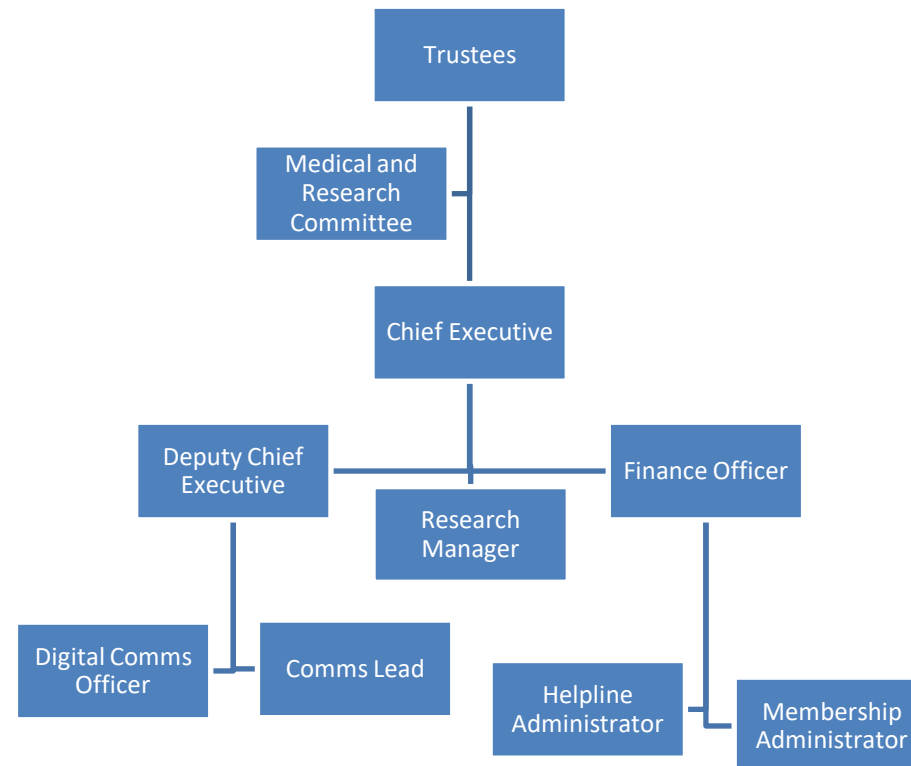 Trustees
Medical and
Research
Committee
Chief Executive
Deputy Chief
Executive
Finance Officer
Research
Manager
Digital Comms
Officer
Comms Lead
Helpline
Administrator
Membership
Administrator